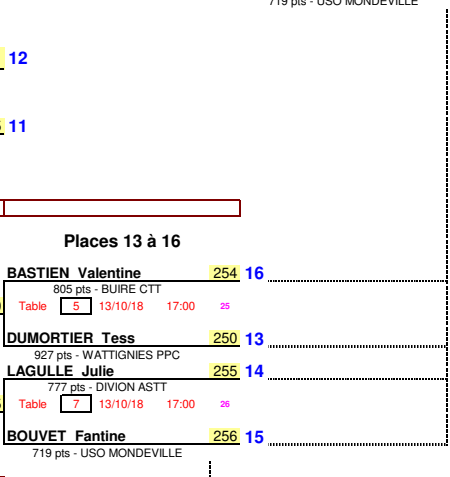 719 pts - USO MONDEVILLE
12
11
Places 13 à 16
BASTIEN Valentine 254 16
805 pts - BUIRE CTT
Table 5 13/10/18 17:00 25
DUMORTIER Tess 250 13
927 pts - WATTIGNIES PPC
LAGULLE Julie 255 14
777 pts - DIVION ASTT
Table 7 13/10/18 17:00 26
BOUVET Fantine 256 15
719 pts - USO MONDEVILLE